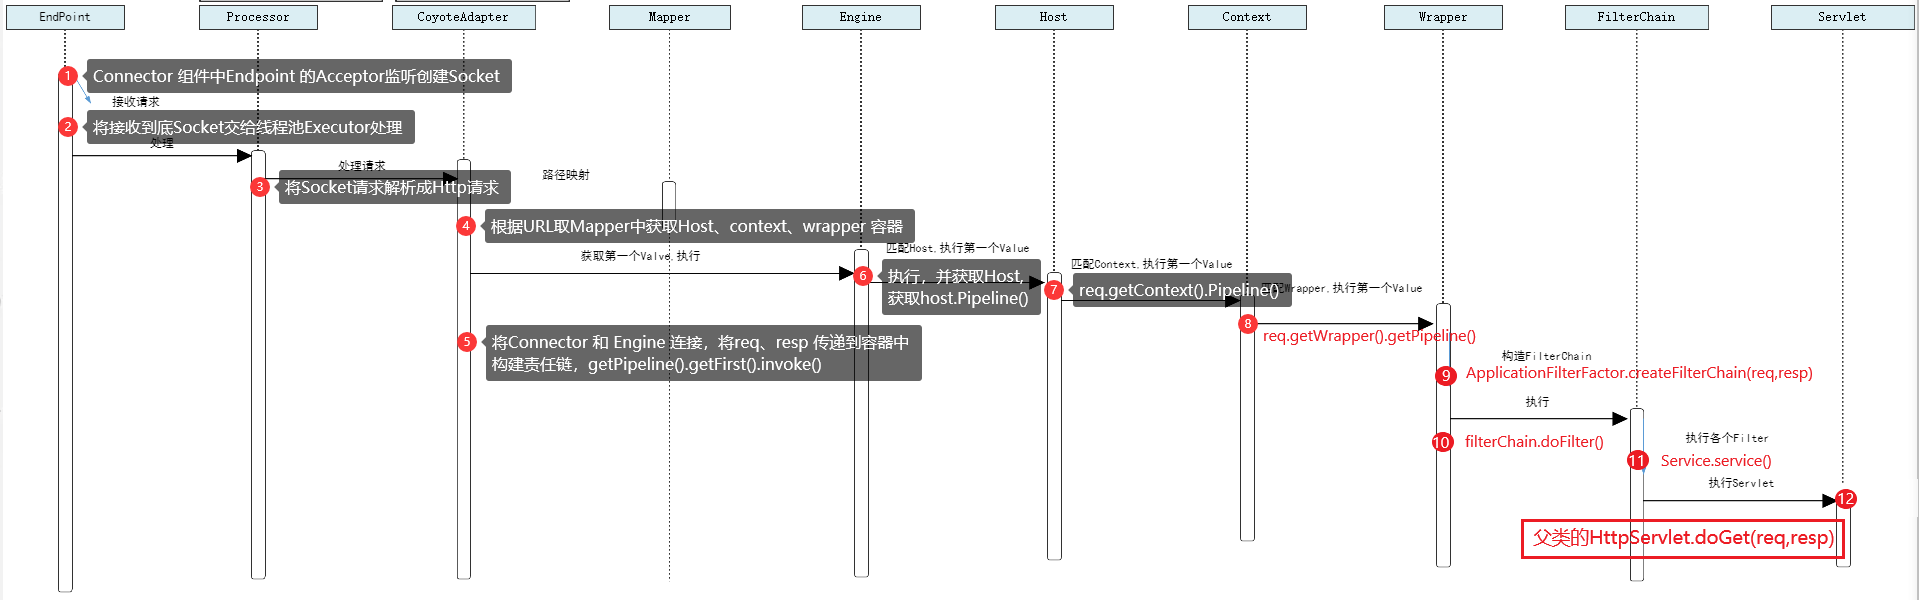 EndPoint
Processor
CoyoteAdapter
Mapper
Engine
Host
Context
Wrapper
FilterChain
Servlet
1
Connector 组件中Endpoint 的Acceptor监听创建Socket
接收请求
2
将接收到底Socket交给线程池Executor处理
处理
处理请求
3
将Socket请求解析成Http请求
路径映射
4
根据URL取Mapper中获取Host、context、wrapper 容器
获取第一个Valve,执行
5
将Connector 和 Engine 连接，将req、resp 传递到容器中
构建责任链，getPipeline().getFirst().invoke()
匹配Host,执行第一个Value
6
执行，并获取Host,
获取host.Pipeline()
匹配Context,执行第一个Value
7
req.getContext().Pipeline()
Wrapper,执行第一个Value
8
req.getWrapper().getPipeline()
构造FilterChain
9
ApplicationFilterFactor.createFilterChain(req,resp)
执行
10
filterChain.doFilter()
执行各个Filter
11
Service.service()
执行Servlet
12
父类的HttpServlet.doGet(req,resp)